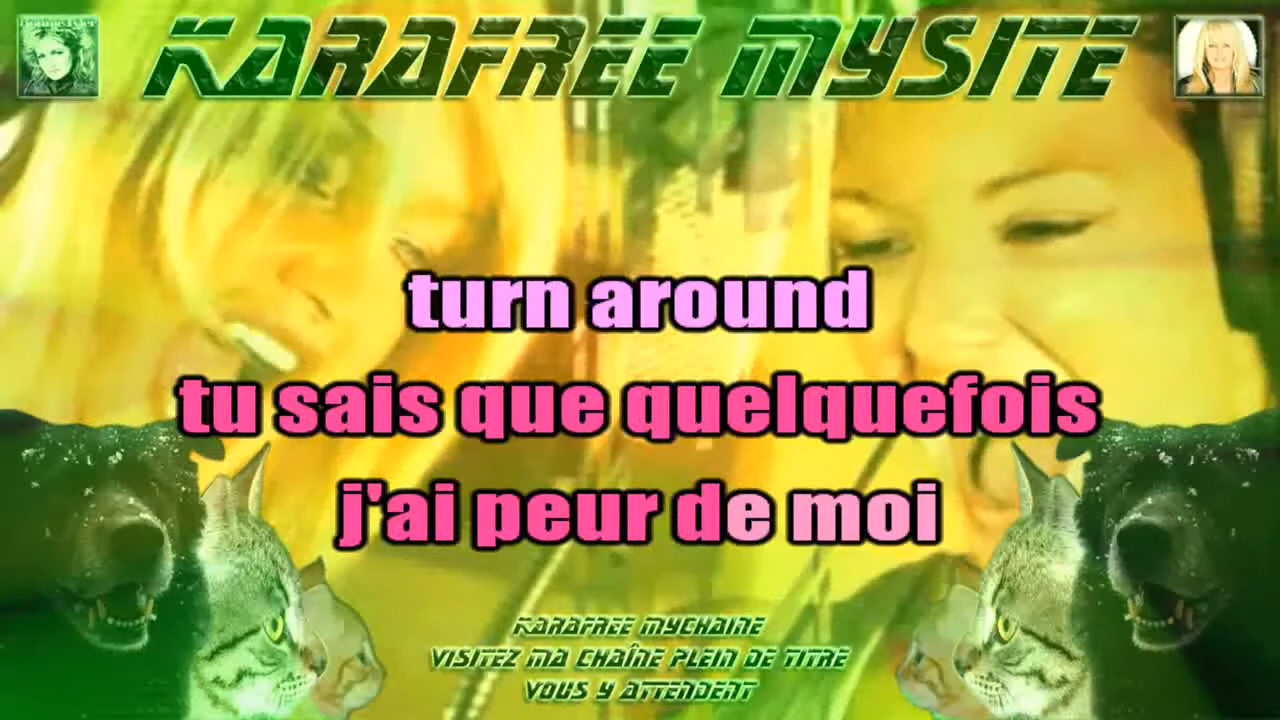 KARAFREE MYSITE
turn around
tu sais que quelquefois
j'ai peur de moi
KARAFREE MYCHAINE
VISITEZ MA CHAÎNE PLEIN DE TITRE
VOUS Y ATTENDENT